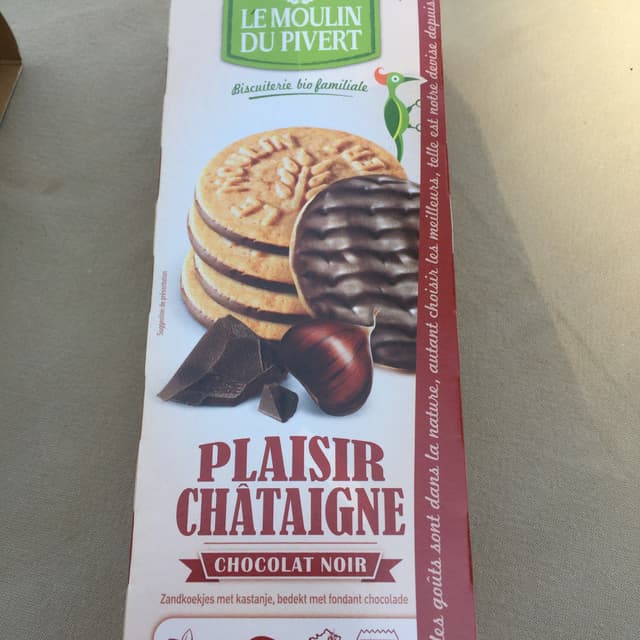 LE MOULIN
DU PIVERT
Biscuiterie bio familiale
Suggestion de présentation
PLAISIR
CHÂTAIGNE
CHOCOLAT NOIR
Zandkoekjes met kastanje, bedekt met fondant chocolade
les goûts sont dans la nature, autant choisir les meilleurs, telle est notre devise depuis